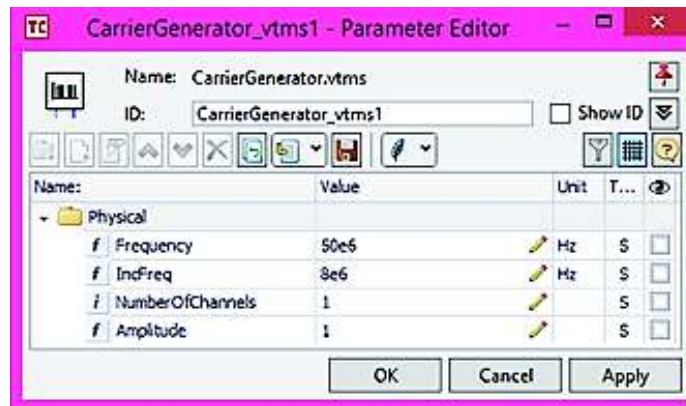 TC CarrierGenerator_vtms1 - Parameter Editor
Name: CarrierGenerator.vtms
ID: CarrierGenerator_vtms1 Show ID
Name: Value Unit T...
Physical
f Frequency 50e6 Hz S
f IncFreq 8e6 Hz S
i NumberOfChannels 1 S
f Amplitude 1 S
OK Cancel Apply